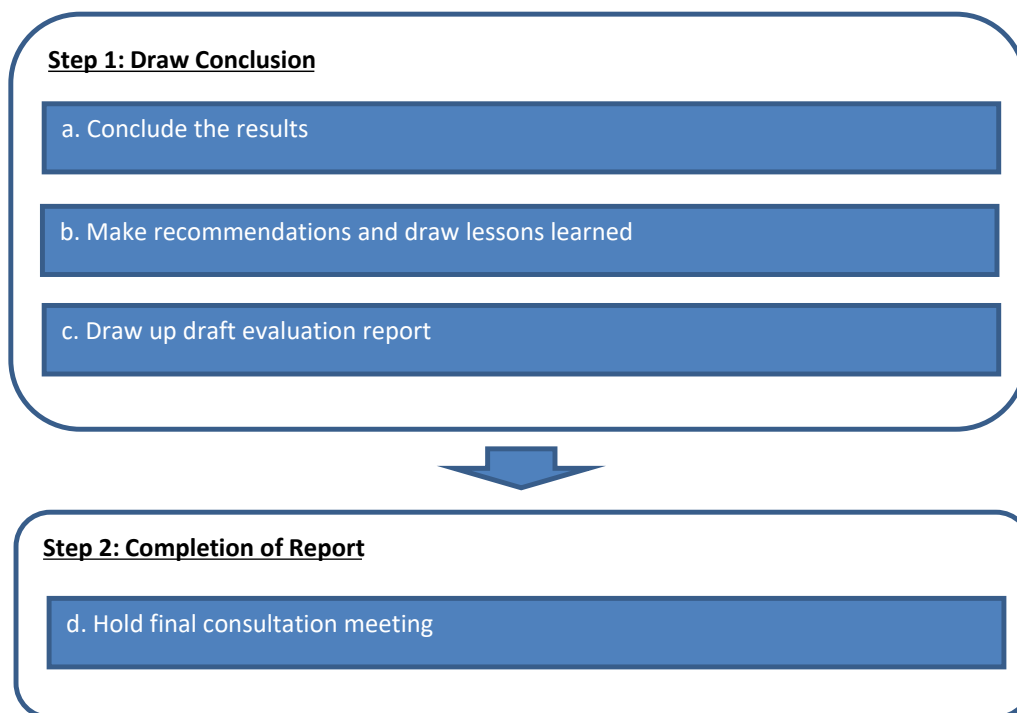 Step 1: Draw Conclusion
a. Conclude the results
b. Make recommendations and draw lessons learned
c. Draw up draft evaluation report
Step 2: Completion of Report
d. Hold final consultation meeting